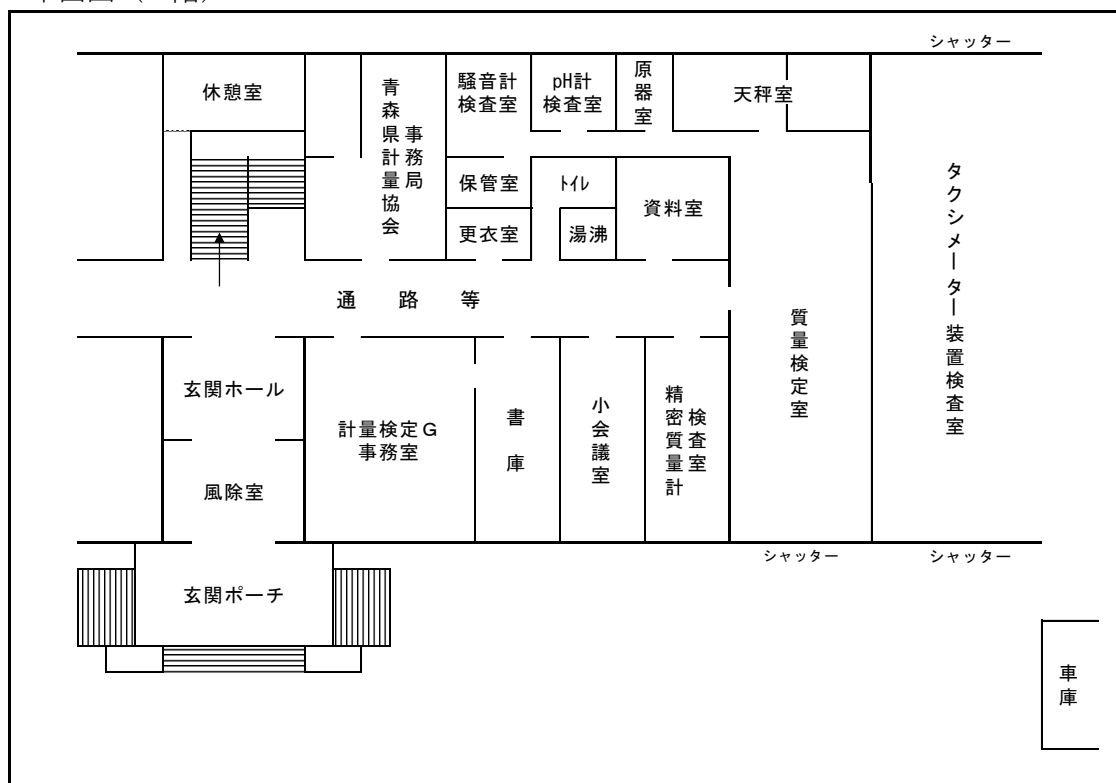 シャッター
休憩室
青森県計量協会
事務局
騒音計
検査室
pH計
検査室
原器室
天秤室
保管室
ﾄｲﾚ
資料室
更衣室
湯沸
タクシメーター装置検査室
通路等
質量検定室
玄関ホール
計量検定G
事務室
書庫
小会議室
精密質量計
検査室
風除室
シャッター
シャッター
玄関ポーチ
車庫